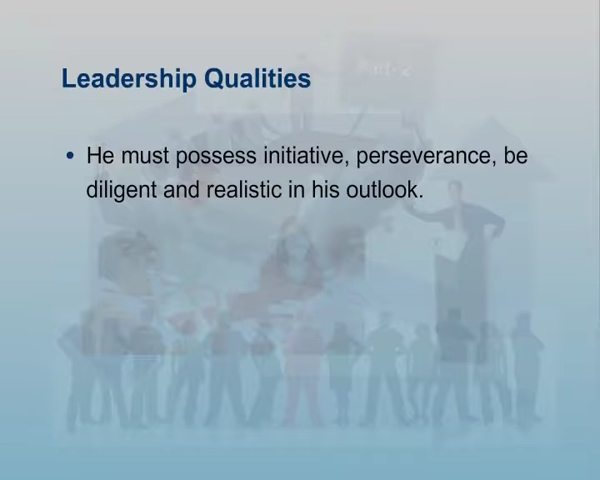 Leadership Qualities
• He must possess initiative, perseverance, be
diligent and realistic in his outlook.